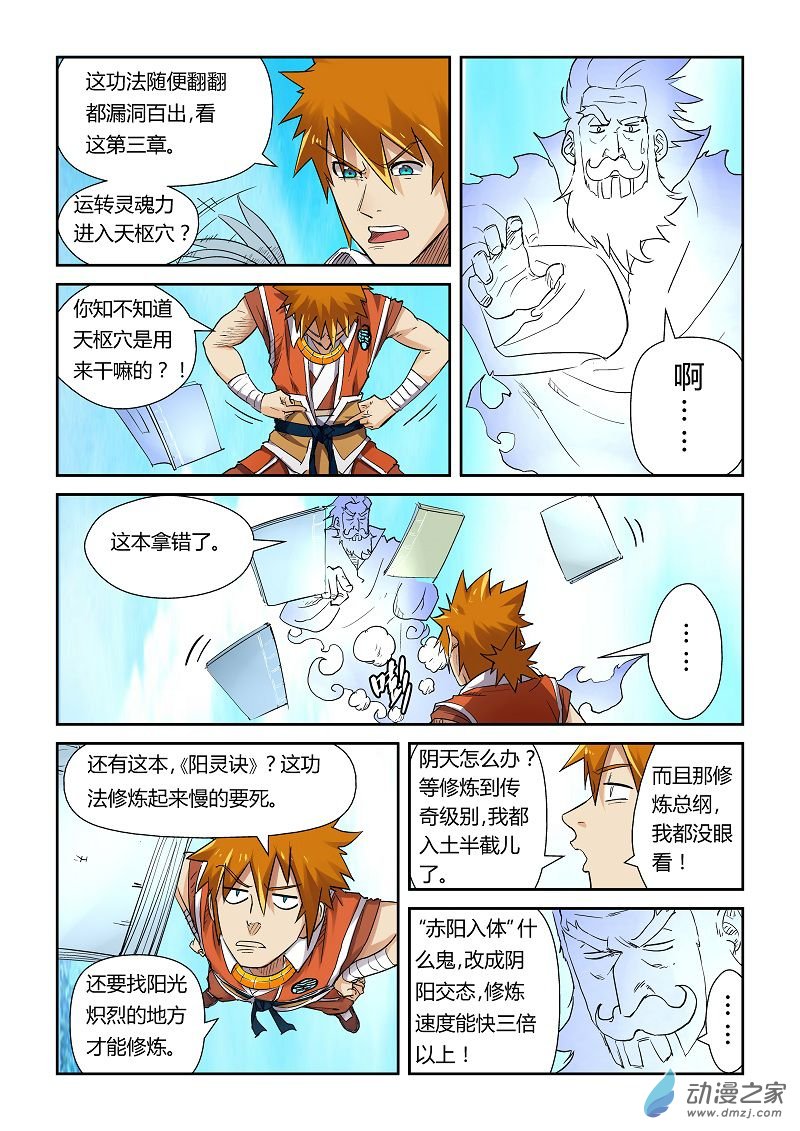 这功法随便翻翻
都漏洞百出，看
这第三章。
运转灵魂力
进入天枢穴？
啊
……
你知不知道
天枢穴是用
来干嘛的？！
这本拿错了。
……
嘭
还有这本，《阳灵诀》？这功
法修炼起来慢的要死。
还要找阳光
炽烈的地方
才能修炼。
阴天怎么办？
等修炼到传
奇级别，我都
入土半截儿
了。
而且那修
炼总纲，
我都没眼
看！
“赤阳入体”什
么鬼，改成阴
阳交态，修炼
速度能快三倍
以上！
……
动漫之家
www.dmzj.com